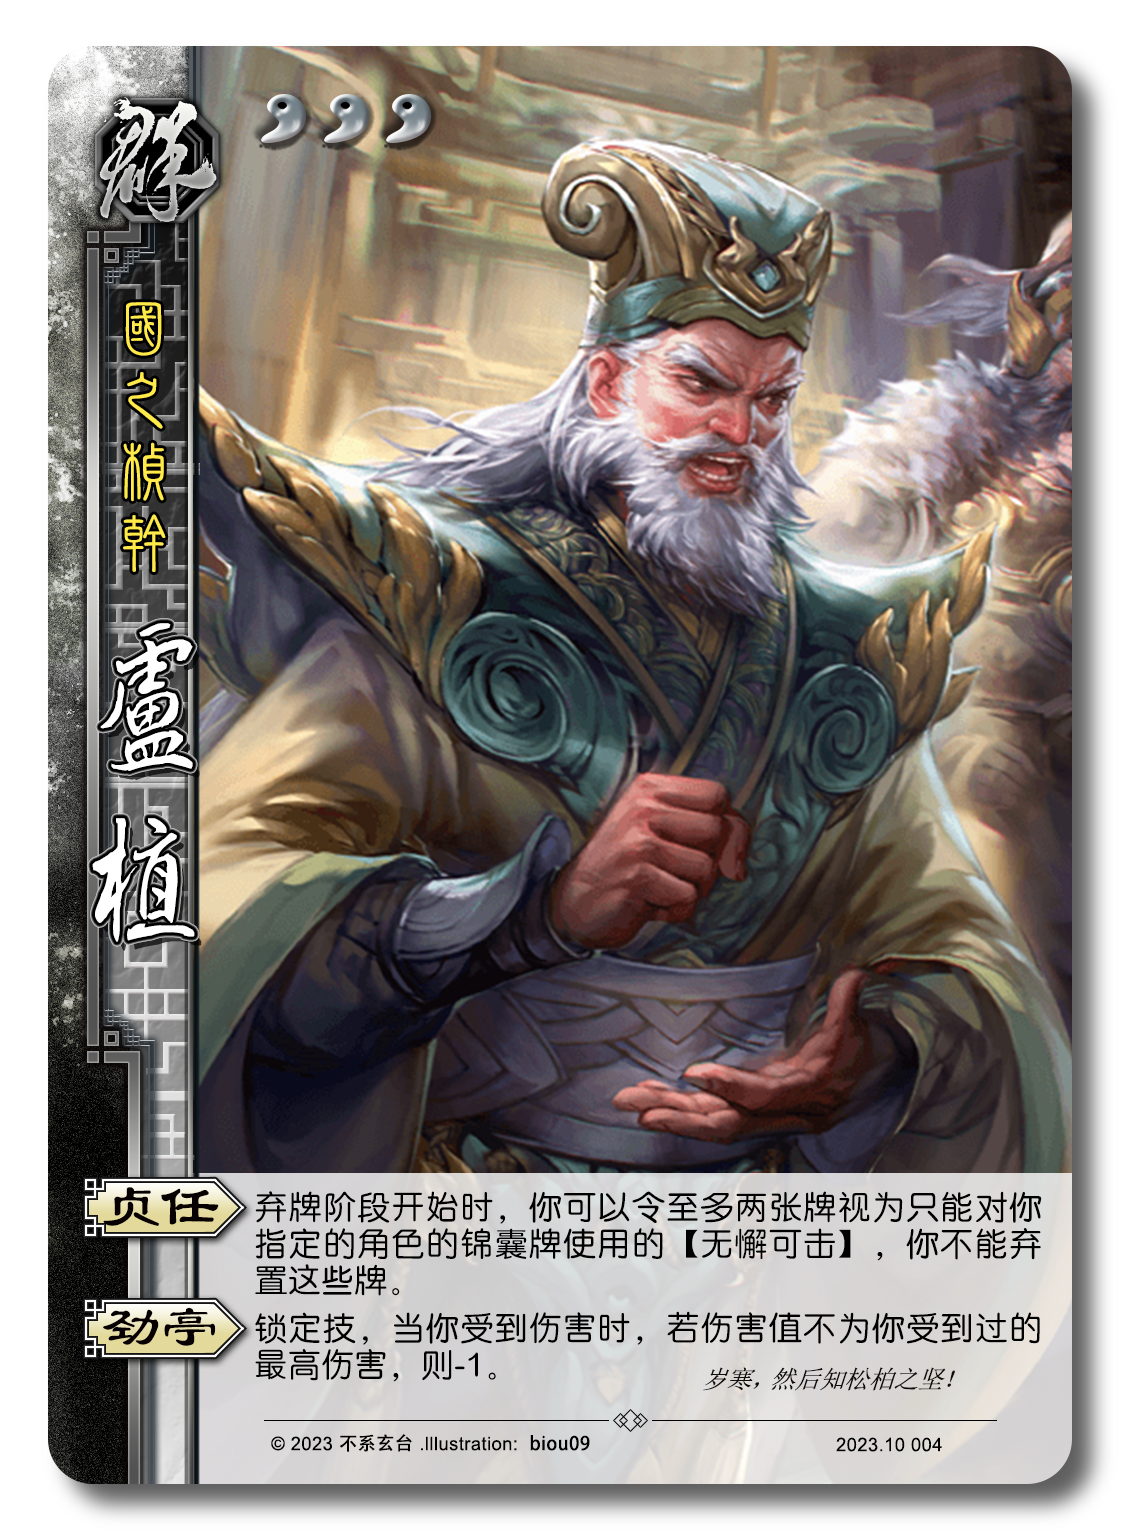 群
國之楨幹
盧植
贞任
弃牌阶段开始时，你可以令至多两张牌视为只能对你
指定的角色的锦囊牌使用的【无懈可击】，你不能弃
置这些牌。
劲亭
锁定技，当你受到伤害时，若伤害值不为你受到过的
最高伤害，则-1。
岁寒，然后知松柏之坚！
© 2023 不系玄台 .Illustration: biou09
2023.10 004